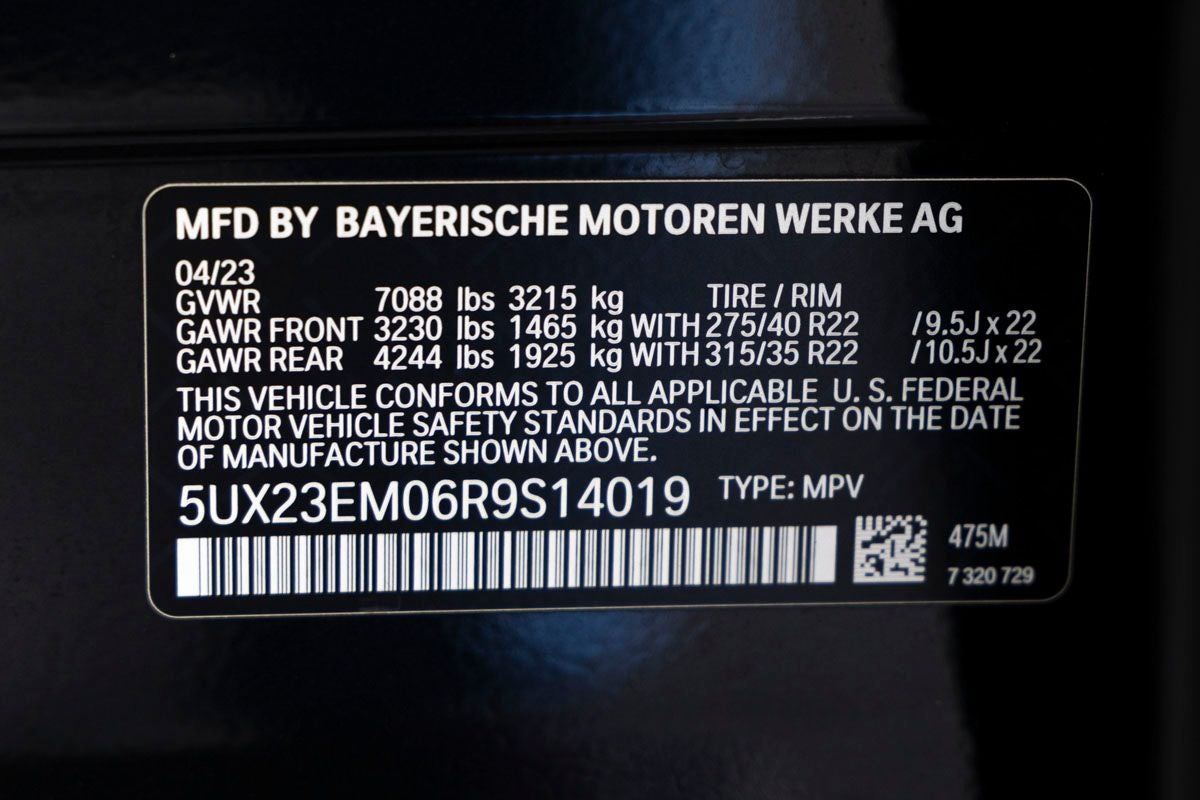 MFD BY BAYERISCHE MOTOREN WERKE AG
04/23
GVWR 7088 lbs 3215 kg TIRE / RIM
GAWR FRONT 3230 lbs 1465 kg WITH 275/40 R22 /9.5J x 22
GAWR REAR 4244 lbs 1925 kg WITH 315/35 R22 /10.5J x 22
THIS VEHICLE CONFORMS TO ALL APPLICABLE U. S. FEDERAL
MOTOR VEHICLE SAFETY STANDARDS IN EFFECT ON THE DATE
OF MANUFACTURE SHOWN ABOVE.
5UX23EM06R9S14019 TYPE: MPV
475M
7 320 729